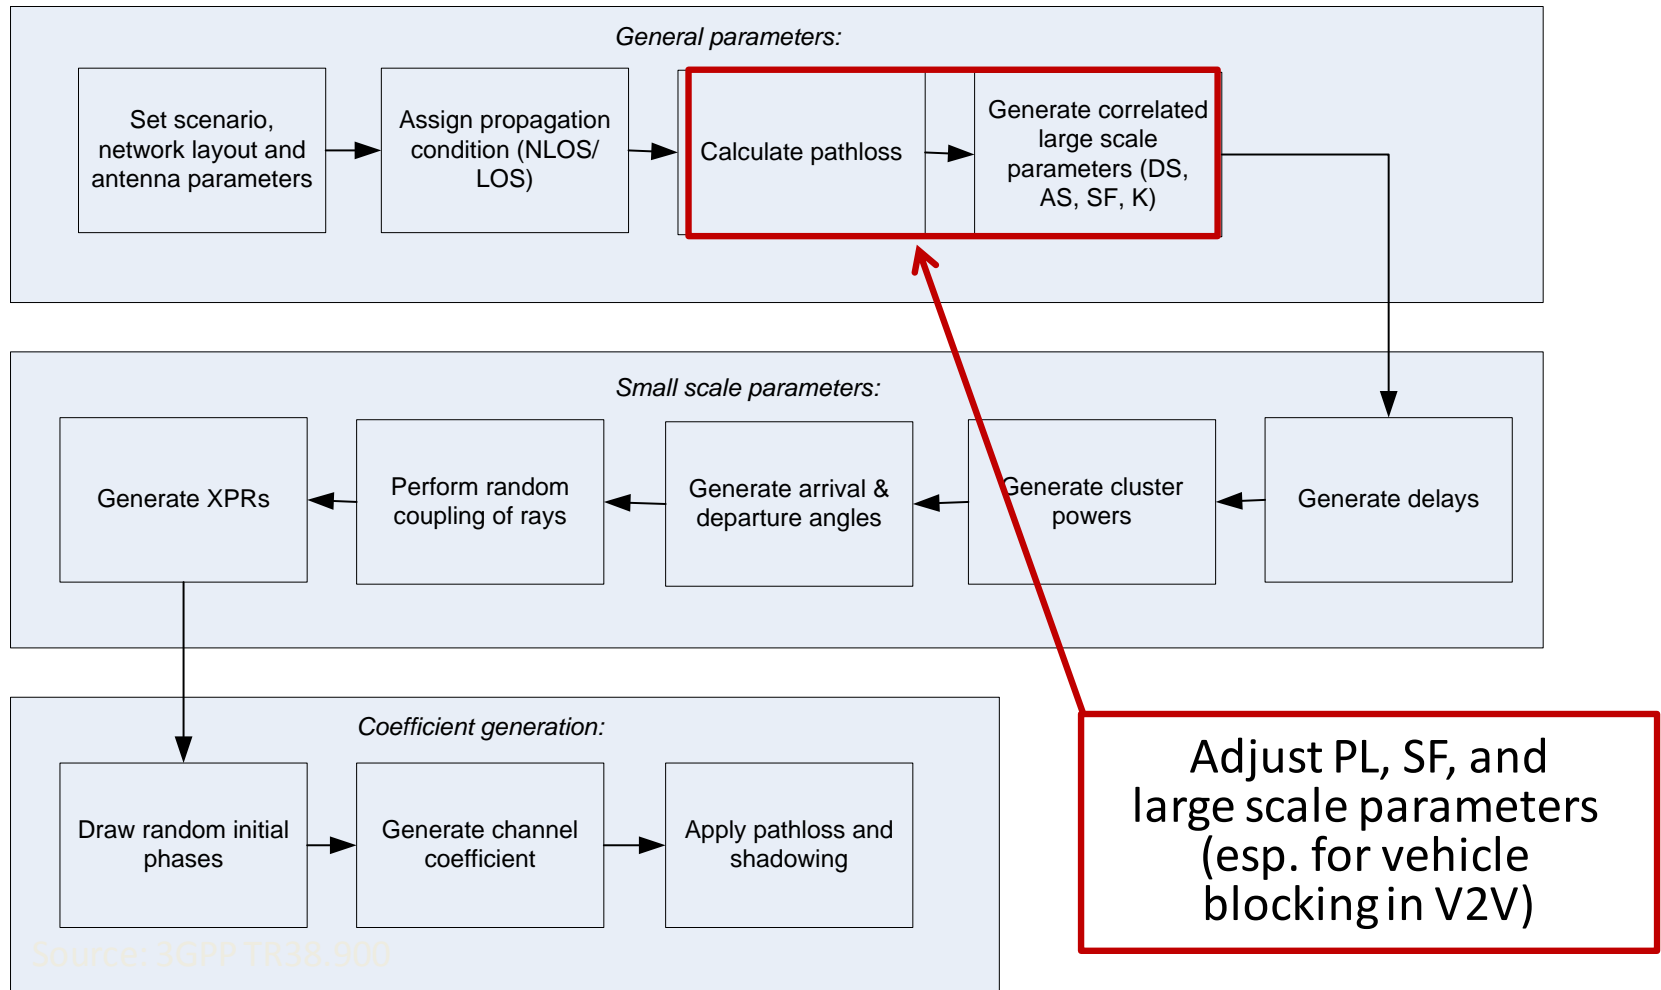 General parameters:
Set scenario,
network layout and
antenna parameters
Assign propagation
condition (NLOS/
LOS)
Calculate pathloss
Generate correlated
large scale
parameters (DS,
AS, SF, K)
Small scale parameters:
Generate XPRs
Perform random
coupling of rays
Generate arrival &
departure angles
Generate cluster
powers
Generate delays
Coefficient generation:
Draw random initial
phases
Generate channel
coefficient
Apply pathloss and
shadowing
Adjust PL, SF, and
large scale parameters
(esp. for vehicle
blocking in V2V)
Source: 3GPP TR38.900